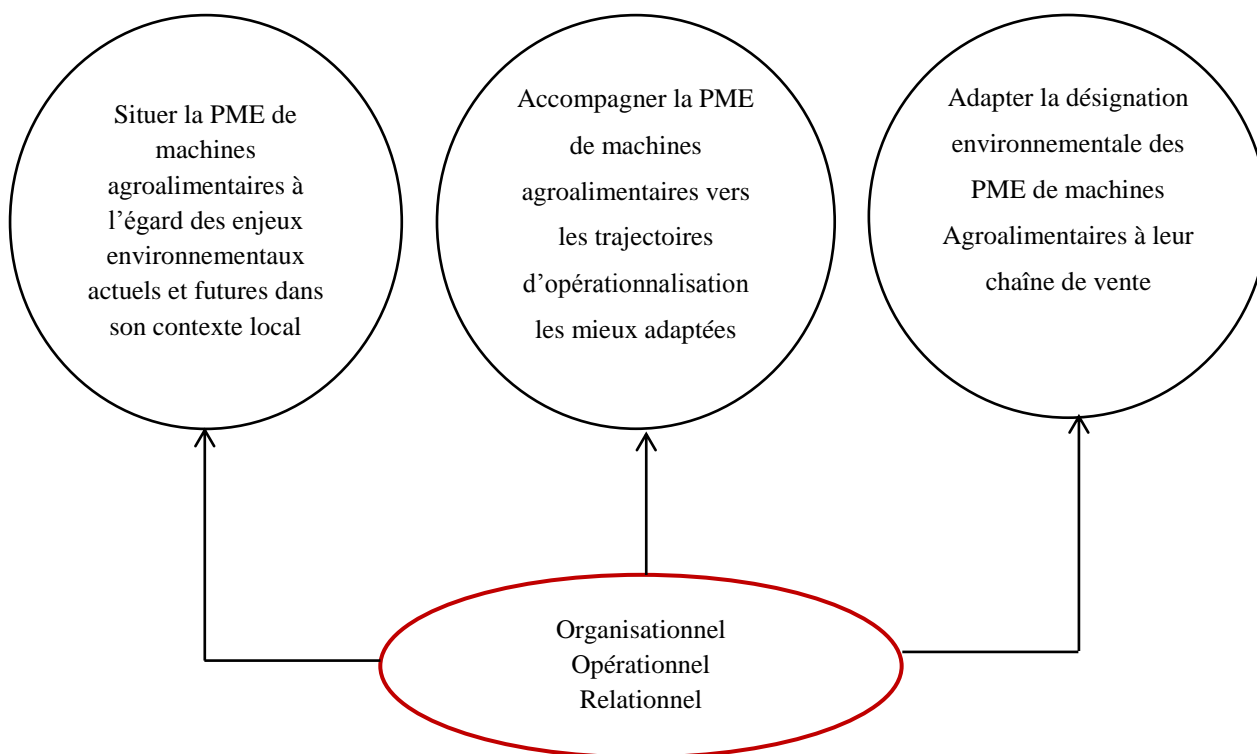 Situer la PME de
machines
agroalimentaires à
l’égard des enjeux
environnementaux
actuels et futures dans
son contexte local
Accompagner la PME
de machines
agroalimentaires vers
les trajectoires
d’opérationnalisation
les mieux adaptées
Adapter la désignation
environnementale des
PME de machines
Agroalimentaires à leur
chaîne de vente
Organisationnel
Opérationnel
Relationnel